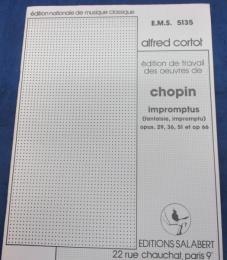 édition nationale de musique classique
E.M.S. 5135
alfred cortot
édition de travail
des oeuvres de
chopin
impromptus
(fantaisie, impromptu)
opus. 29, 36, 51 et op 66
EDITIONS SALABERT
22 rue chauchat paris 9e